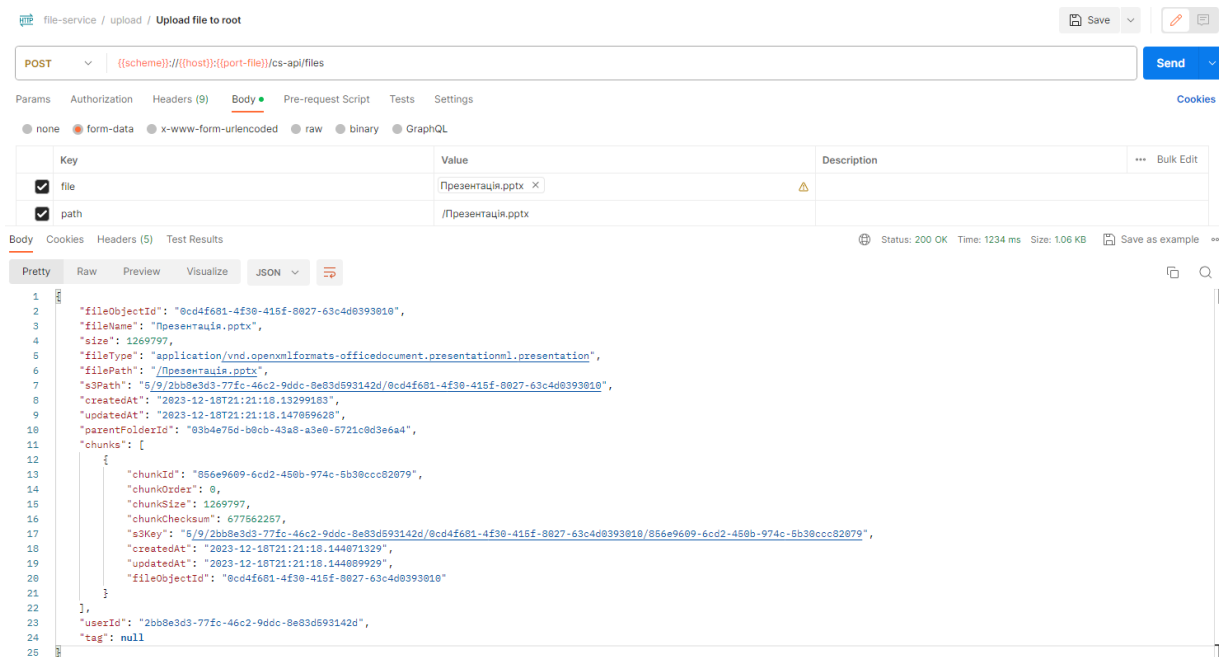 HTTP file-service / upload / Upload file to root Save
POST {{scheme}}://{{host}}:{{port-file}}/cs-api/files Send
Params Authorization Headers (9) Body Pre-request Script Tests Settings Cookies
none form-data x-www-form-urlencoded raw binary GraphQL
Key Value Description Bulk Edit
file Презентація.pptx
path /Презентація.pptx
Body Cookies Headers (5) Test Results Status: 200 OK Time: 1234 ms Size: 1.06 KB Save as example
Pretty Raw Preview Visualize JSON
1 {
2 "fileObjectId": "0cd4f681-4f30-415f-8027-63c4d0393010",
3 "fileName": "Презентація.pptx",
4 "size": 1269797,
5 "fileType": "application/vnd.openxmlformats-officedocument.presentationml.presentation",
6 "filePath": "/Презентація.pptx",
7 "s3Path": "5/9/2bb8e3d3-77fc-46c2-9ddc-8e83d593142d/0cd4f681-4f30-415f-8027-63c4d0393010",
8 "createdAt": "2023-12-18T21:21:18.13299183",
9 "updatedAt": "2023-12-18T21:21:18.147059628",
10 "parentFolderId": "03b4e75d-b0cb-43a8-a3e0-5721c0d3e6a4",
11 "chunks": [
12 {
13 "chunkId": "856e9609-6cd2-450b-974c-5b30ccc82079",
14 "chunkOrder": 0,
15 "chunkSize": 1269797,
16 "chunkChecksum": 677562257,
17 "s3Key": "5/9/2bb8e3d3-77fc-46c2-9ddc-8e83d593142d/0cd4f681-4f30-415f-8027-63c4d0393010/856e9609-6cd2-450b-974c-5b30ccc82079",
18 "createdAt": "2023-12-18T21:21:18.144071329",
19 "updatedAt": "2023-12-18T21:21:18.144089929",
20 "fileObjectId": "0cd4f681-4f30-415f-8027-63c4d0393010"
21 }
22 ],
23 "userId": "2bb8e3d3-77fc-46c2-9ddc-8e83d593142d",
24 "tag": null
25 }